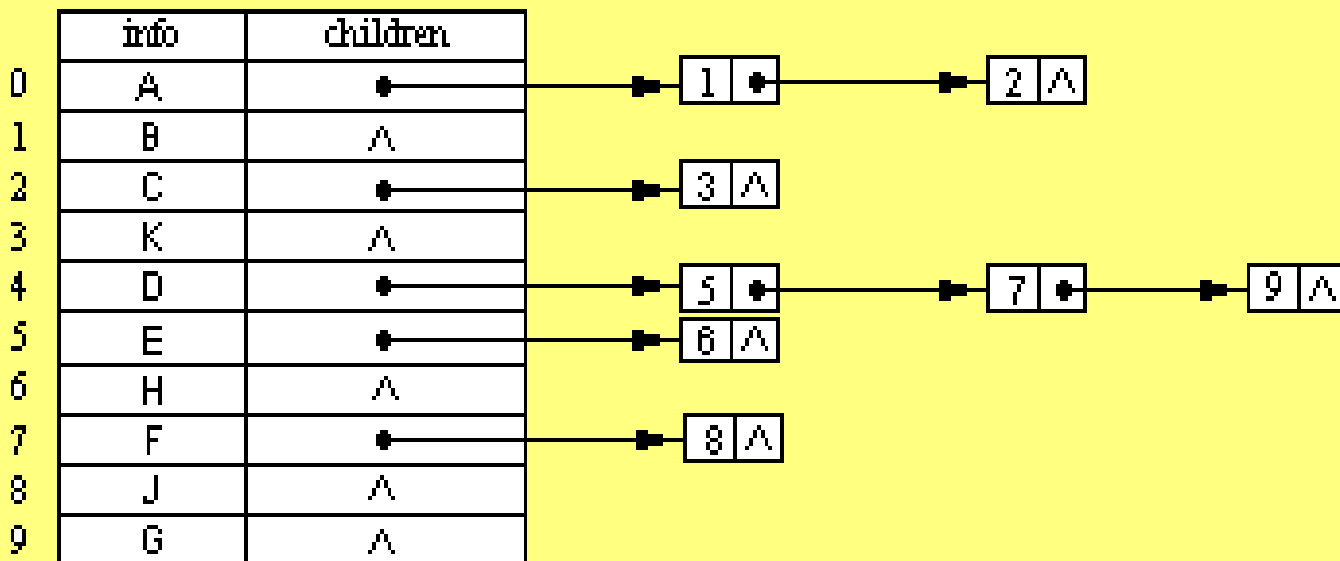 info children
0 A 1 2 ∧
1 B ∧
2 C 3 ∧
3 K ∧
4 D 5 7 9 ∧
5 E 6 ∧
6 H ∧
7 F 8 ∧
8 J ∧
9 G ∧